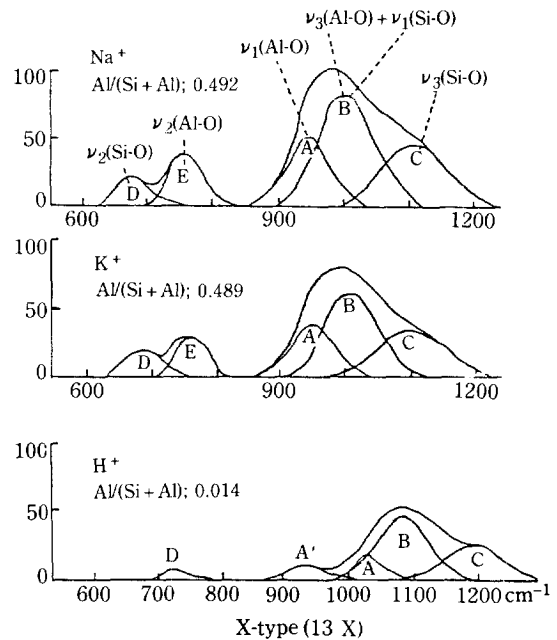 ν₃(Al-O) + ν₁(Si-O)
Na⁺
ν₁(Al-O)
100
Al/(Si + Al); 0.492
ν₃(Si-O)
ν₂(Al-O)
ν₂(Si-O)
50
A
B
C
D
E
0
600
900
1200
100
K⁺
Al/(Si + Al); 0.489
50
A
B
C
D
E
0
600
900
1200
100
H⁺
Al/(Si + Al); 0.014
50
D
A'
A
B
C
0
600 700 800 900 1000 1100 1200 cm⁻¹
X-type (13 X)